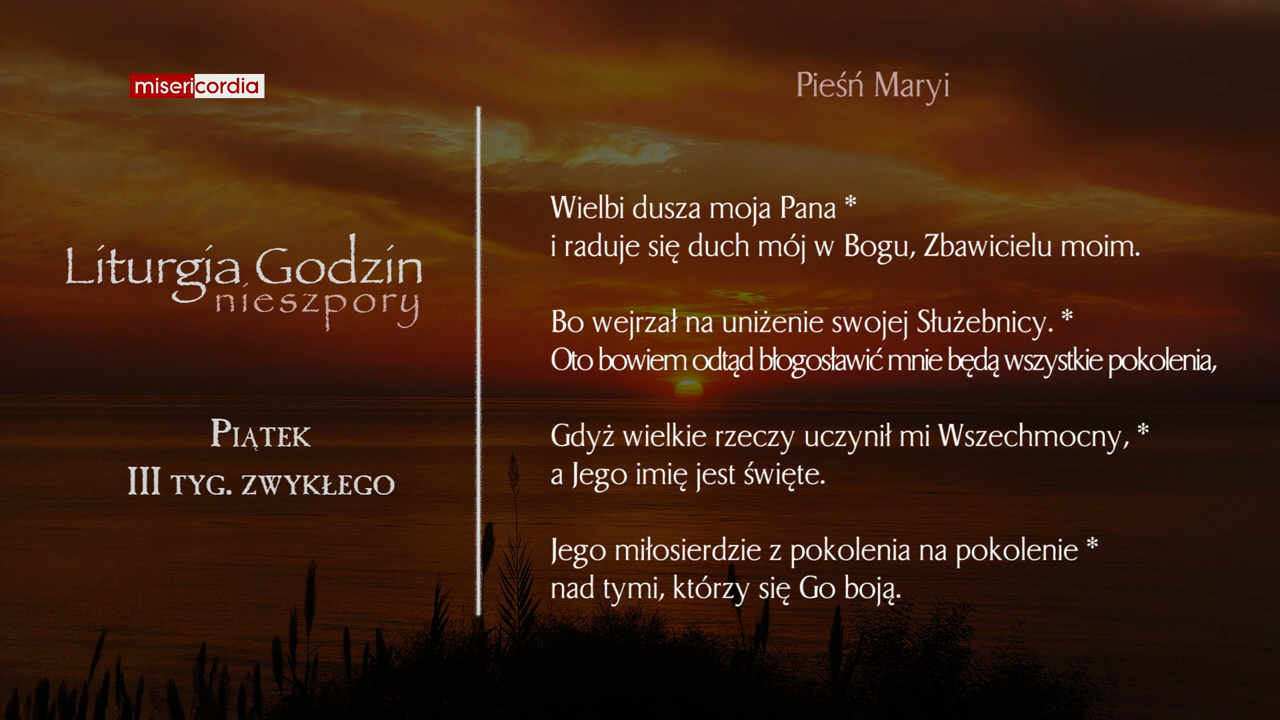 misericordia
Liturgia Godzin
nieszpory
Piątek
III tyg. zwykłego
Pieśń Maryi
Wielbi dusza moja Pana *
i raduje się duch mój w Bogu, Zbawicielu moim.
Bo wejrzał na uniżenie swojej Służebnicy. *
Oto bowiem odtąd błogosławić mnie będą wszystkie pokolenia,
Gdyż wielkie rzeczy uczynił mi Wszechmocny, *
a Jego imię jest święte.
Jego miłosierdzie z pokolenia na pokolenie *
nad tymi, którzy się Go boją.